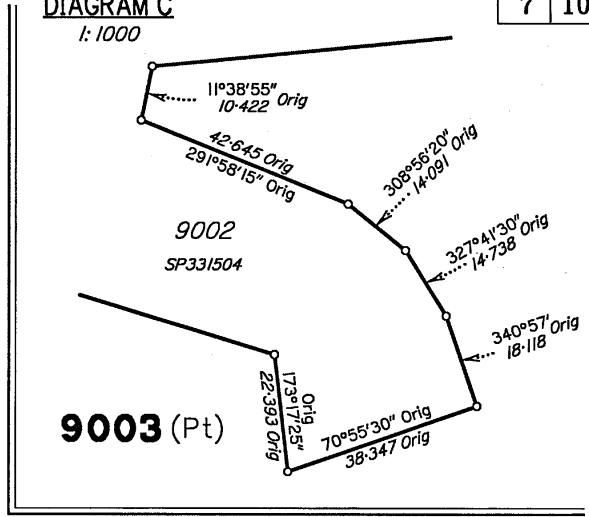 DIAGRAM C
7 10
1:1000
11°38'55"
10·422 Orig
42·645 Orig
291°58'15" Orig
308°56'20" Orig
14·091
9002
SP331504
327°41'30" Orig
14·738
340°57' Orig
18·118
173°17'25" Orig
22·393 Orig
9003 (Pt)
70°55'30" Orig
38·347 Orig